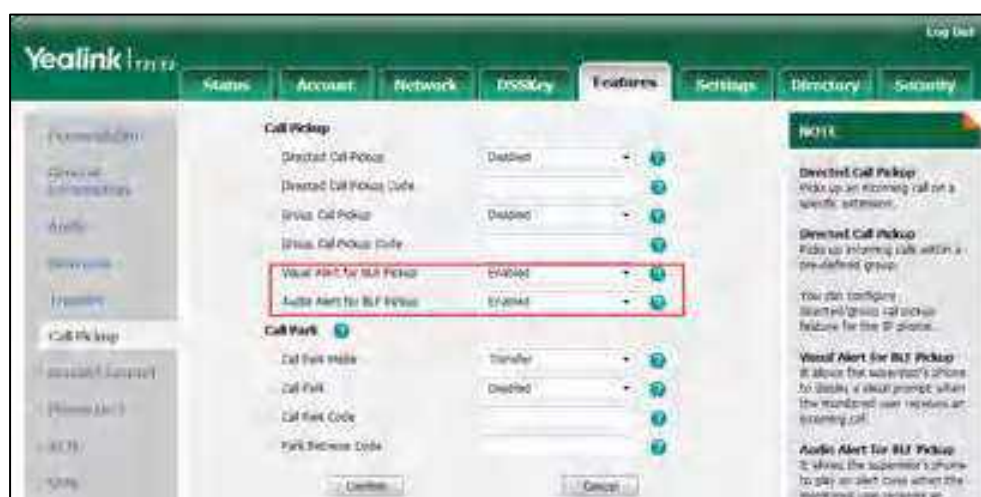 Log Out
Yealink
Status
Account
Network
DSSKey
Features
Settings
Directory
Security
General
Information
Audio
Transfer
Call Pickup
Call Pickup
Directed Call Pickup
Disabled
Directed Call Pickup Code
Group Call Pickup
Disabled
Group Call Pickup Code
Visual Alert for BLF Pickup
Enabled
Audio Alert for BLF Pickup
Enabled
Call Park
Call Park Mode
Transfer
Call Park
Disabled
Call Park Code
Park Retrieve Code
Confirm
Cancel
NOTE
Directed Call Pickup
Picks up an incoming call on a
specific extension.
Directed Call Pickup
Picks up incoming calls within a
pre-defined group.
You can configure
directed/group call pickup
feature for the IP phone.
Visual Alert for BLF Pickup
It allows the supervisor's phone
to display a visual prompt when
the monitored user receives an
incoming call.
Audio Alert for BLF Pickup
It allows the supervisor's phone
to play an alert tone when the
monitored user receives